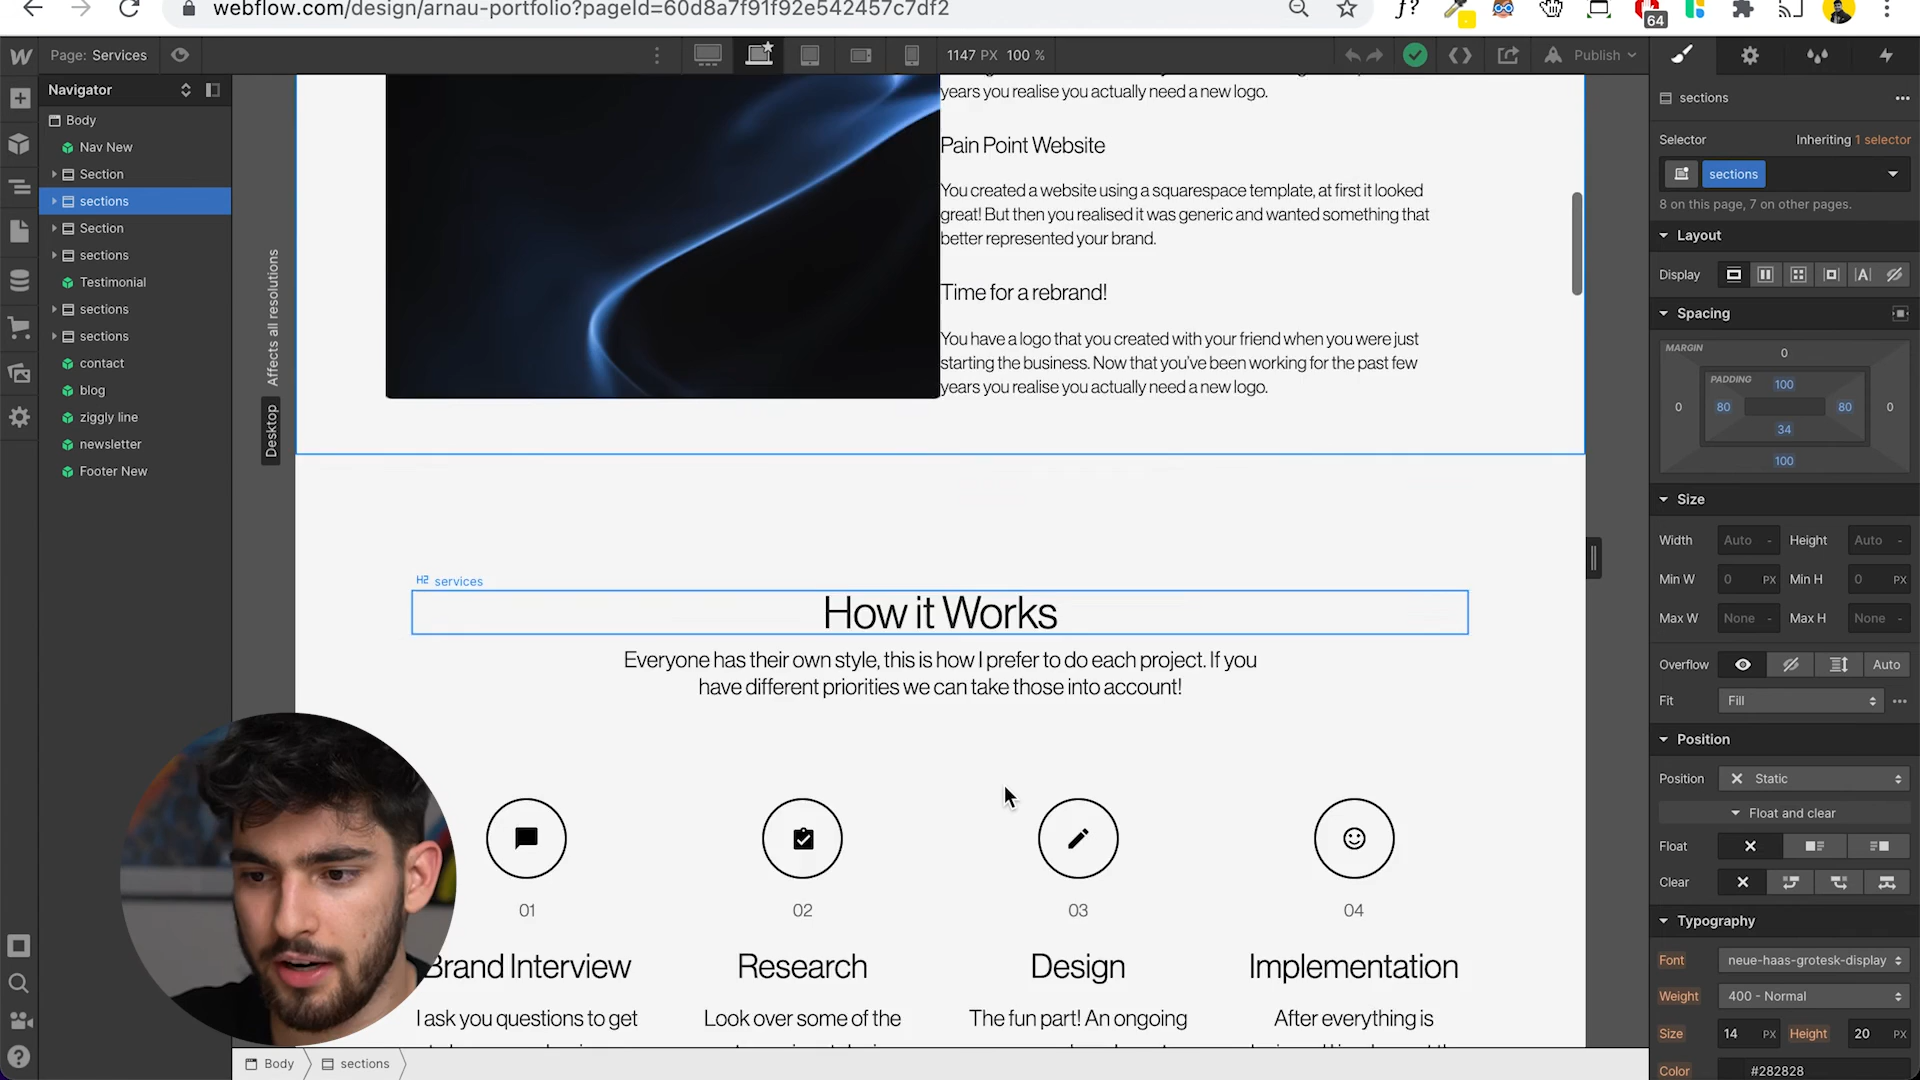 webflow.com/design/arnau-portfolio?pageId=60d8a7f91f92e542457c7df2
64
Page: Services
1147 PX 100 %
Publish
Navigator
Body
Nav New
Section
sections
Section
sections
Testimonial
sections
sections
contact
blog
ziggly line
newsletter
Footer New
Affects all resolutions
Desktop
years you realise you actually need a new logo.
Pain Point Website
You created a website using a squarespace template, at first it looked
great! But then you realised it was generic and wanted something that
better represented your brand.
Time for a rebrand!
You have a logo that you created with your friend when you were just
starting the business. Now that you've been working for the past few
years you realise you actually need a new logo.
H2 services
How it Works
Everyone has their own style, this is how I prefer to do each project. If you
have different priorities we can take those into account!
01
02
03
04
Brand Interview
Research
Design
Implementation
I ask you questions to get
Look over some of the
The fun part! An ongoing
After everything is
Body
sections
sections
Selector
Inheriting 1 selector
sections
8 on this page, 7 on other pages.
Layout
Display
Spacing
MARGIN
0
PADDING
100
0
80
80
0
34
100
Size
Width Auto - Height Auto -
Min W 0 PX Min H 0 PX
Max W None - Max H None -
Overflow Auto
Fit Fill
Position
Position Static
Float and clear
Float
Clear
Typography
Font neue-haas-grotesk-display
Weight 400 - Normal
Size 14 PX Height 20 PX
Color #282828